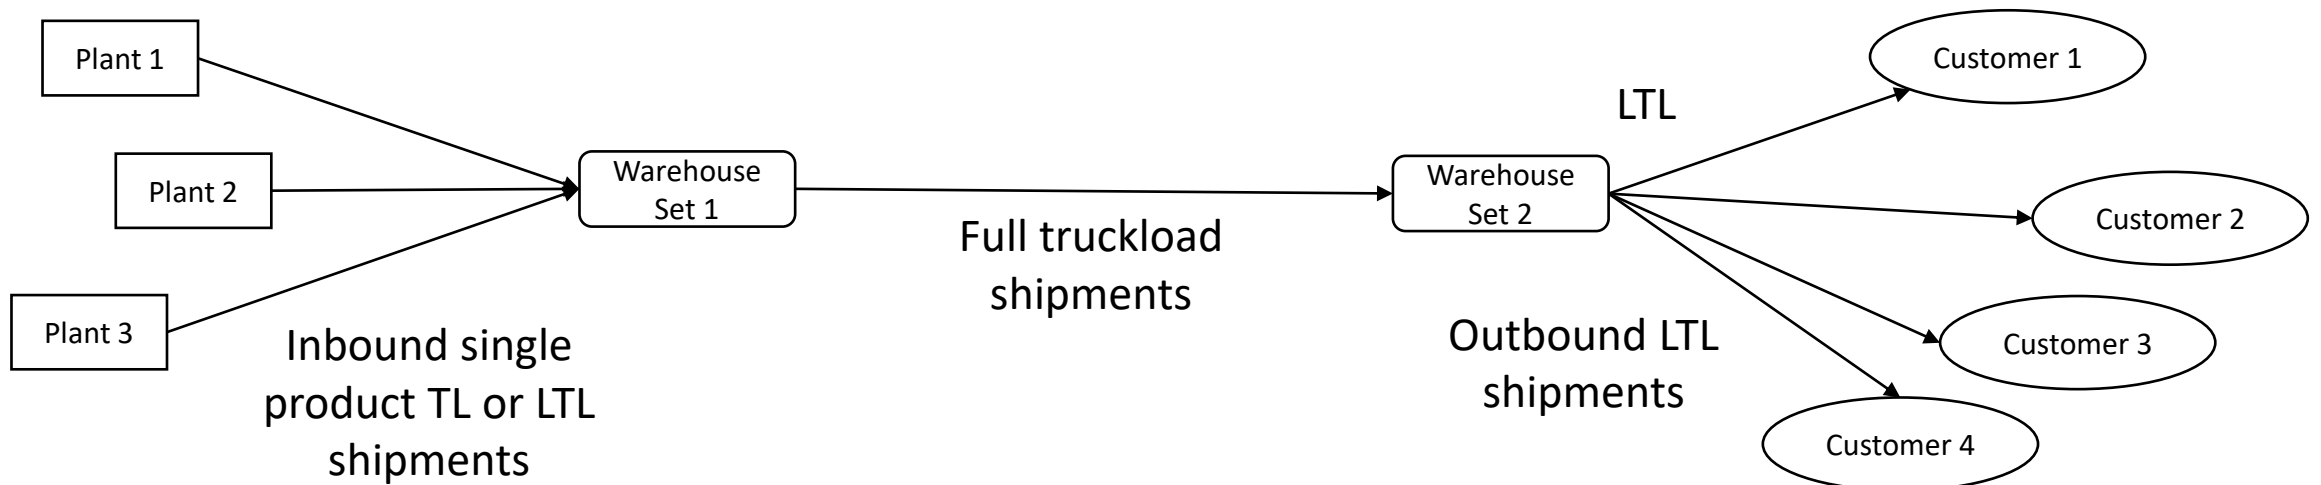 Plant 1
Plant 2
Plant 3
Inbound single
product TL or LTL
shipments
Warehouse
Set 1
Full truckload
shipments
Warehouse
Set 2
LTL
Outbound LTL
shipments
Customer 1
Customer 2
Customer 3
Customer 4